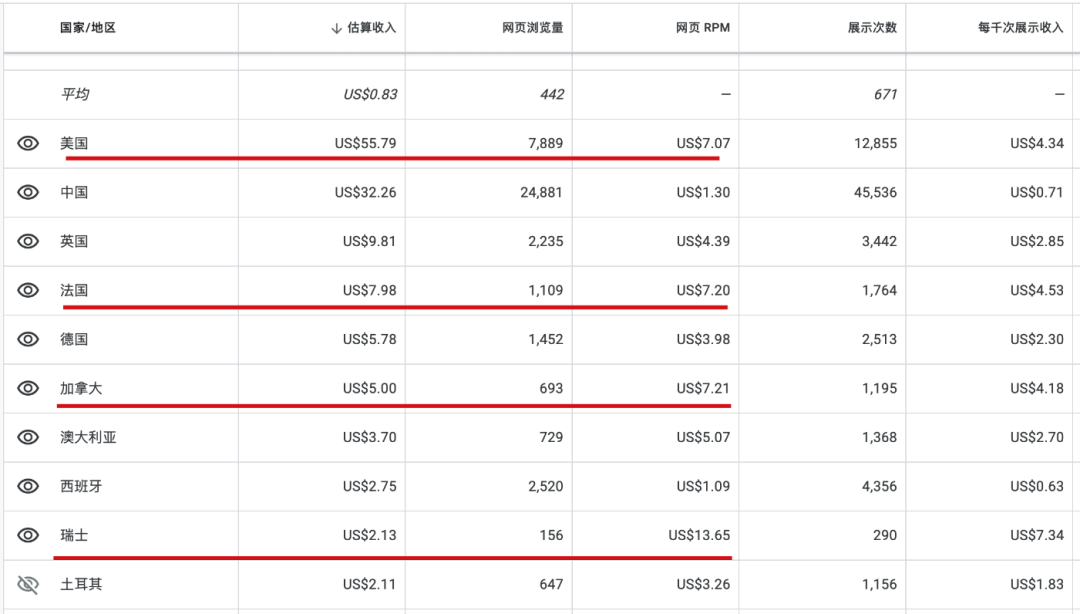 国家/地区 ↓ 估算收入 网页浏览量 网页 RPM 展示次数 每千次展示收入
平均 US$0.83 442 — 671 —
美国 US$55.79 7,889 US$7.07 12,855 US$4.34
中国 US$32.26 24,881 US$1.30 45,536 US$0.71
英国 US$9.81 2,235 US$4.39 3,442 US$2.85
法国 US$7.98 1,109 US$7.20 1,764 US$4.53
德国 US$5.78 1,452 US$3.98 2,513 US$2.30
加拿大 US$5.00 693 US$7.21 1,195 US$4.18
澳大利亚 US$3.70 729 US$5.07 1,368 US$2.70
西班牙 US$2.75 2,520 US$1.09 4,356 US$0.63
瑞士 US$2.13 156 US$13.65 290 US$7.34
土耳其 US$2.11 647 US$3.26 1,156 US$1.83